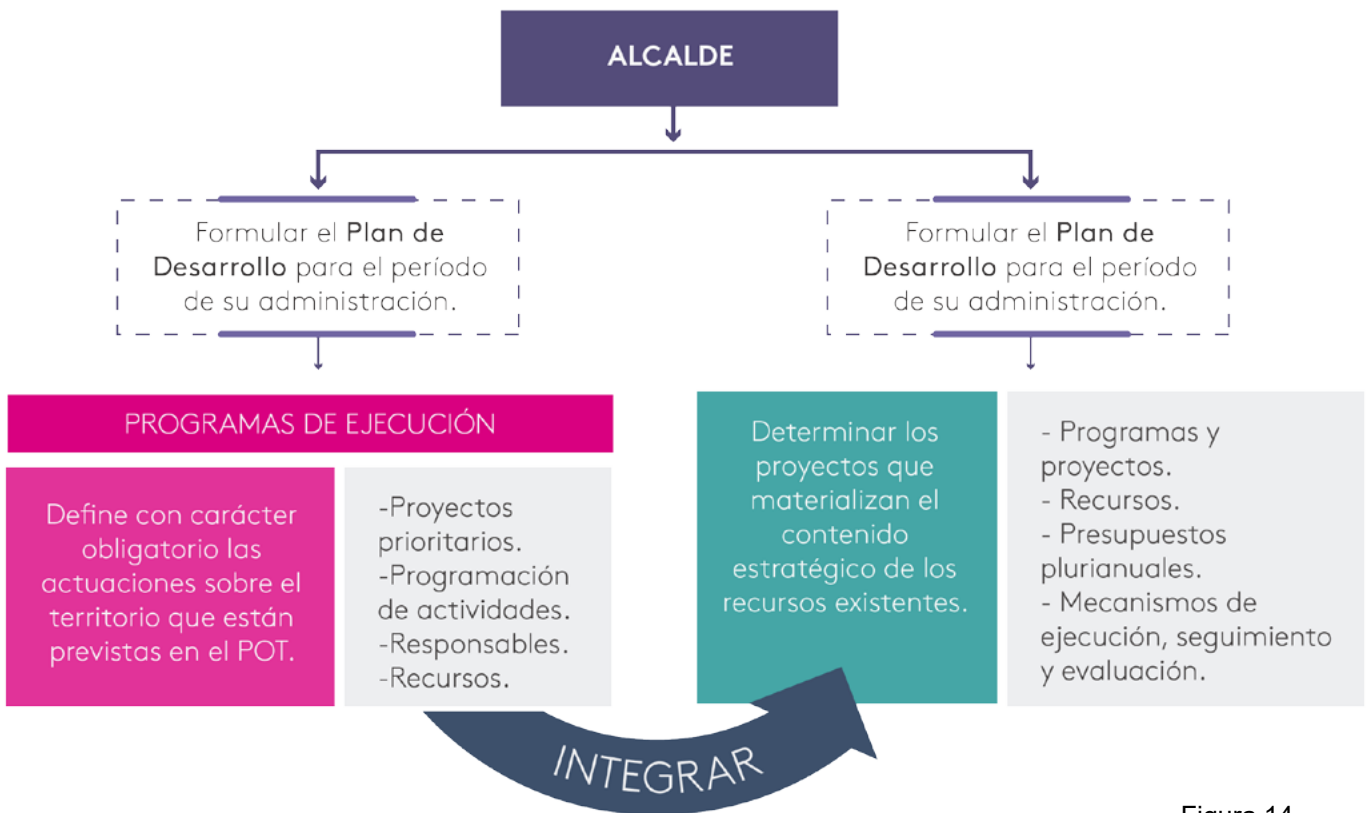 ALCALDE
Formular el Plan de
Desarrollo para el período
de su administración.
Formular el Plan de
Desarrollo para el período
de su administración.
PROGRAMAS DE EJECUCIÓN
Define con carácter
obligatorio las
actuaciones sobre el
territorio que están
previstas en el POT.
-Proyectos
prioritarios.
-Programación
de actividades.
-Responsables.
-Recursos.
Determinar los
proyectos que
materializan el
contenido
estratégico de los
recursos existentes.
- Programas y
proyectos.
- Recursos.
- Presupuestos
plurianuales.
- Mecanismos de
ejecución, seguimiento
y evaluación.
INTEGRAR
Figura 14